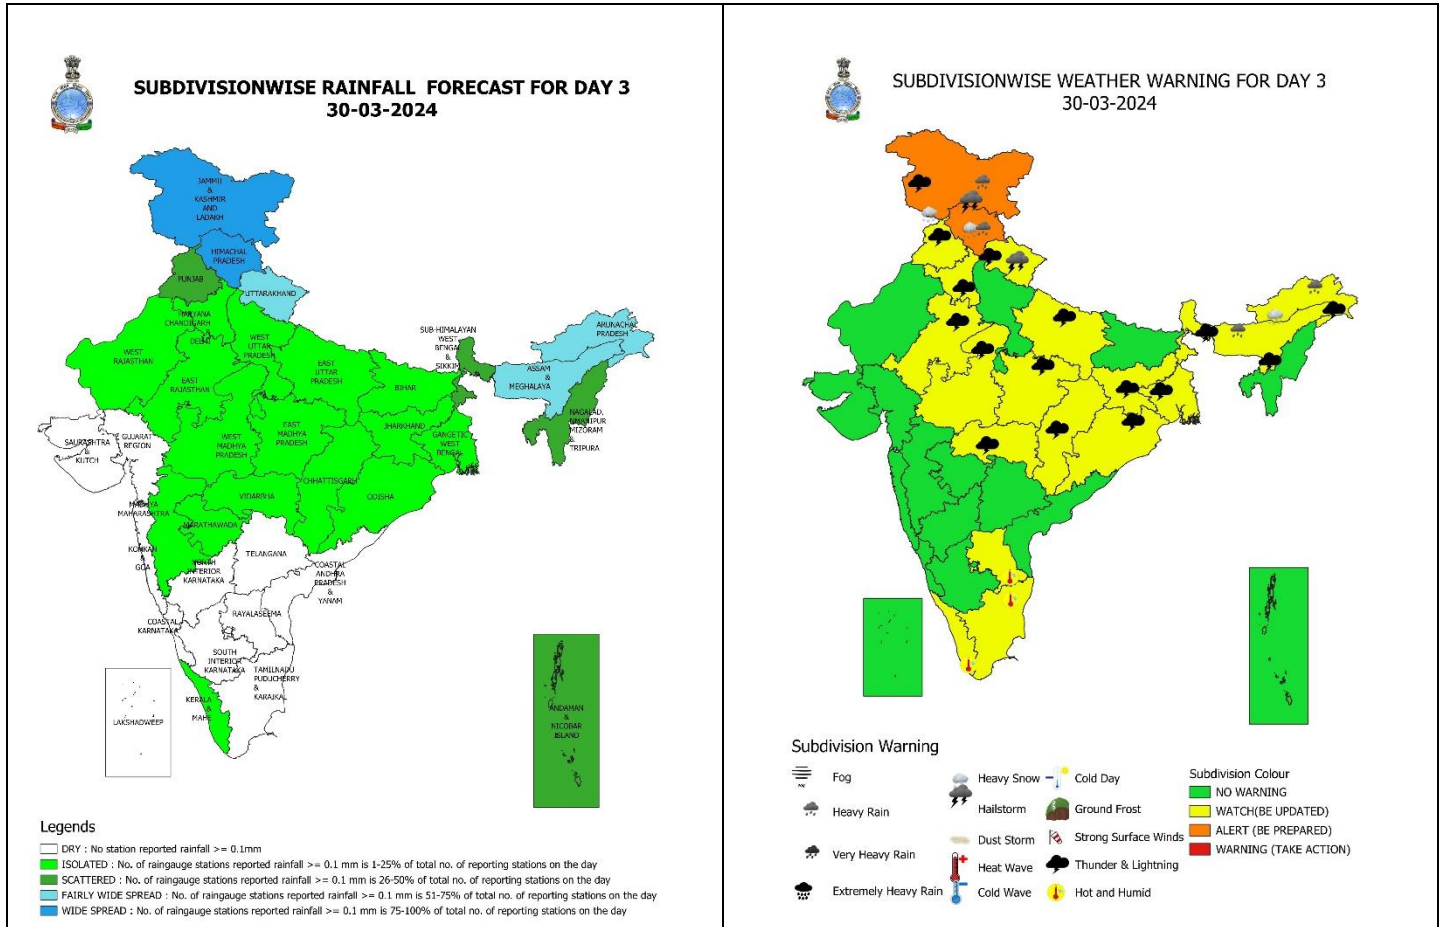 SUBDIVISIONWISE RAINFALL FORECAST FOR DAY 3
30-03-2024
JAMMU
&
KASHMIR
AND
LADAKH
HIMACHAL
PRADESH
PUNJAB
UTTARAKHAND
HARYANA
CHANDIGARH
&
DELHI
WEST
UTTAR
PRADESH
WEST
RAJASTHAN
EAST
RAJASTHAN
EAST
UTTAR
PRADESH
BIHAR
SUB-HIMALAYAN
WEST
BENGAL
&
SIKKIM
ARUNACHAL
PRADESH
ASSAM
&
MEGHALAYA
NAGALAD,
MANIPUR
MIZORAM
&
TRIPURA
JHARKHAND
GANGETIC
WEST
BENGAL
SAURASHTRA
&
KUTCH
GUJARAT
REGION
WEST
MADHYA
PRADESH
EAST
MADHYA
PRADESH
CHHATTISGARH
ODISHA
VIDARBHA
MADHYA
MAHARASHTRA
MARATHAWADA
KONKAN
&
GOA
NORTH
INTERIOR
KARNATAKA
TELANGANA
COASTAL
ANDHRA
PRADESH
&
YANAM
RAYALASEEMA
COASTAL
KARNATAKA
SOUTH
INTERIOR
KARNATAKA
TAMILNADU
PUDUCHERRY
&
KARAJKAL
KERALA
&
MAHE
LAKSHADWEEP
ANDAMAN
&
NICOBAR
ISLAND
Legends
DRY : No station reported rainfall >= 0.1mm
ISOLATED : No. of raingauge stations reported rainfall >= 0.1 mm is 1-25% of total no. of reporting stations on the day
SCATTERED : No. of raingauge stations reported rainfall >= 0.1 mm is 26-50% of total no. of reporting stations on the day
FAIRLY WIDE SPREAD : No. of raingauge stations reported rainfall >= 0.1 mm is 51-75% of total no. of reporting stations on the day
WIDE SPREAD : No. of raingauge stations reported rainfall >= 0.1 mm is 75-100% of total no. of reporting stations on the day
SUBDIVISIONWISE WEATHER WARNING FOR DAY 3
30-03-2024
Subdivision Warning
Fog
Heavy Rain
Very Heavy Rain
Extremely Heavy Rain
Heavy Snow
Hailstorm
Dust Storm
Heat Wave
Cold Wave
Cold Day
Ground Frost
Strong Surface Winds
Thunder & Lightning
Hot and Humid
Subdivision Colour
NO WARNING
WATCH(BE UPDATED)
ALERT (BE PREPARED)
WARNING (TAKE ACTION)